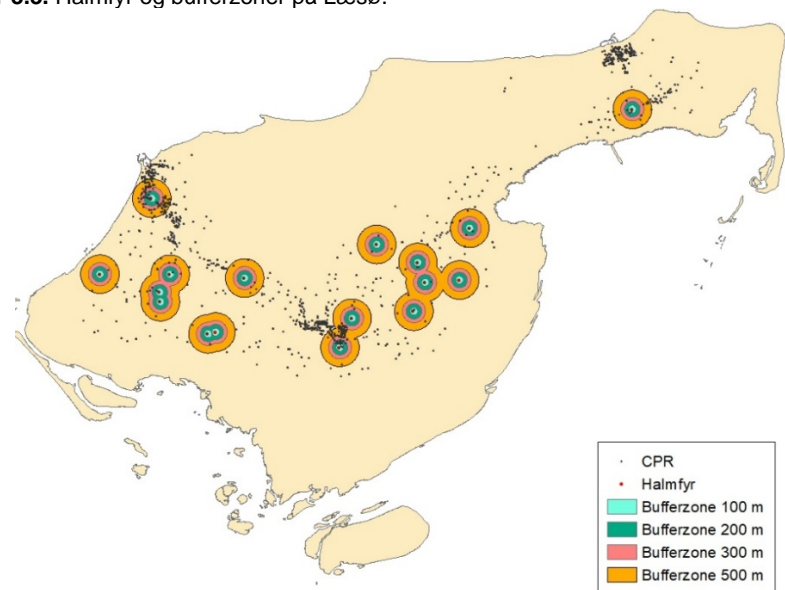 Halmfyr og bufferzoner på Læsø.
CPR
Halmfyr
Bufferzone 100 m
Bufferzone 200 m
Bufferzone 300 m
Bufferzone 500 m